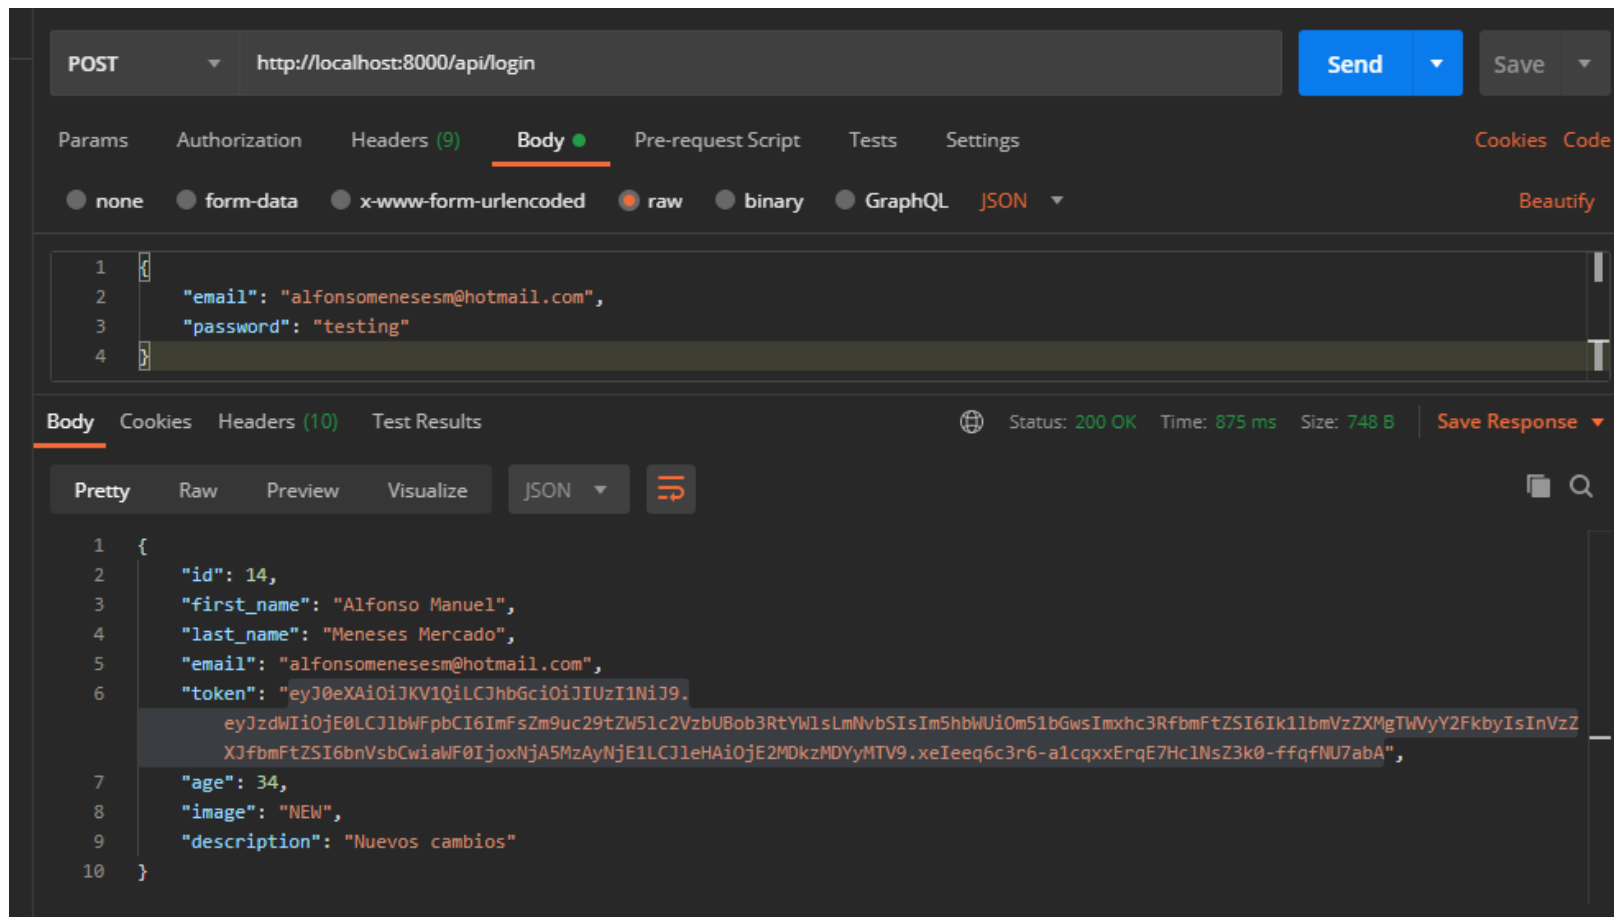 POST http://localhost:8000/api/login Send Save
Params Authorization Headers (9) Body Pre-request Script Tests Settings Cookies Code
none form-data x-www-form-urlencoded raw binary GraphQL JSON Beautify
1 {
2 "email": "alfonsomenesesm@hotmail.com",
3 "password": "testing"
4 }
Body Cookies Headers (10) Test Results Status: 200 OK Time: 875 ms Size: 748 B Save Response
Pretty Raw Preview Visualize JSON
1 {
2 "id": 14,
3 "first_name": "Alfonso Manuel",
4 "last_name": "Meneses Mercado",
5 "email": "alfonsomenesesm@hotmail.com",
6 "token": "eyJ0eXAiOiJKV1QiLCJhbGciOiJIUzI1NiJ9.
eyJzdWIiOjE0LCJlbWFpbCI6ImFsZm9uc29tZW5lc2VzbUBob3RtYWlsLmNvbSIsIm5hbWUiOm51bGwsImxhc3RfbmFtZSI6Ik1lbmVzZXMgTWVyY2FkbyIsInVzZ
XJfbmFtZSI6bnVsbCwiaWF0IjoxNjA5MzAyNjE1LCJleHAiOjE2MDkzMDYyMTV9.xeIeeq6c3r6-a1cqxxErqE7HclNsZ3k0-ffqfNU7abA",
7 "age": 34,
8 "image": "NEW",
9 "description": "Nuevos cambios"
10 }